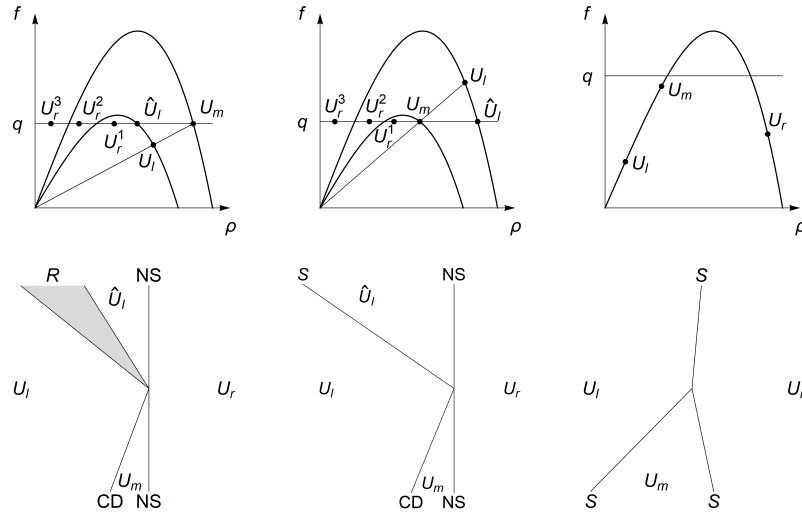 f
U_r^3 U_r^2 Û_l U_m
q
U_r^1
U_l
ρ
f
U_l
U_r^3 U_r^2 U_m Û_l
q
U_r^1
ρ
f
q
U_m
U_r
U_l
ρ
R NS
Û_l
U_l U_r
U_m
CD NS
S NS
Û_l
U_l U_r
U_m
CD NS
S
U_l
U_m
S S